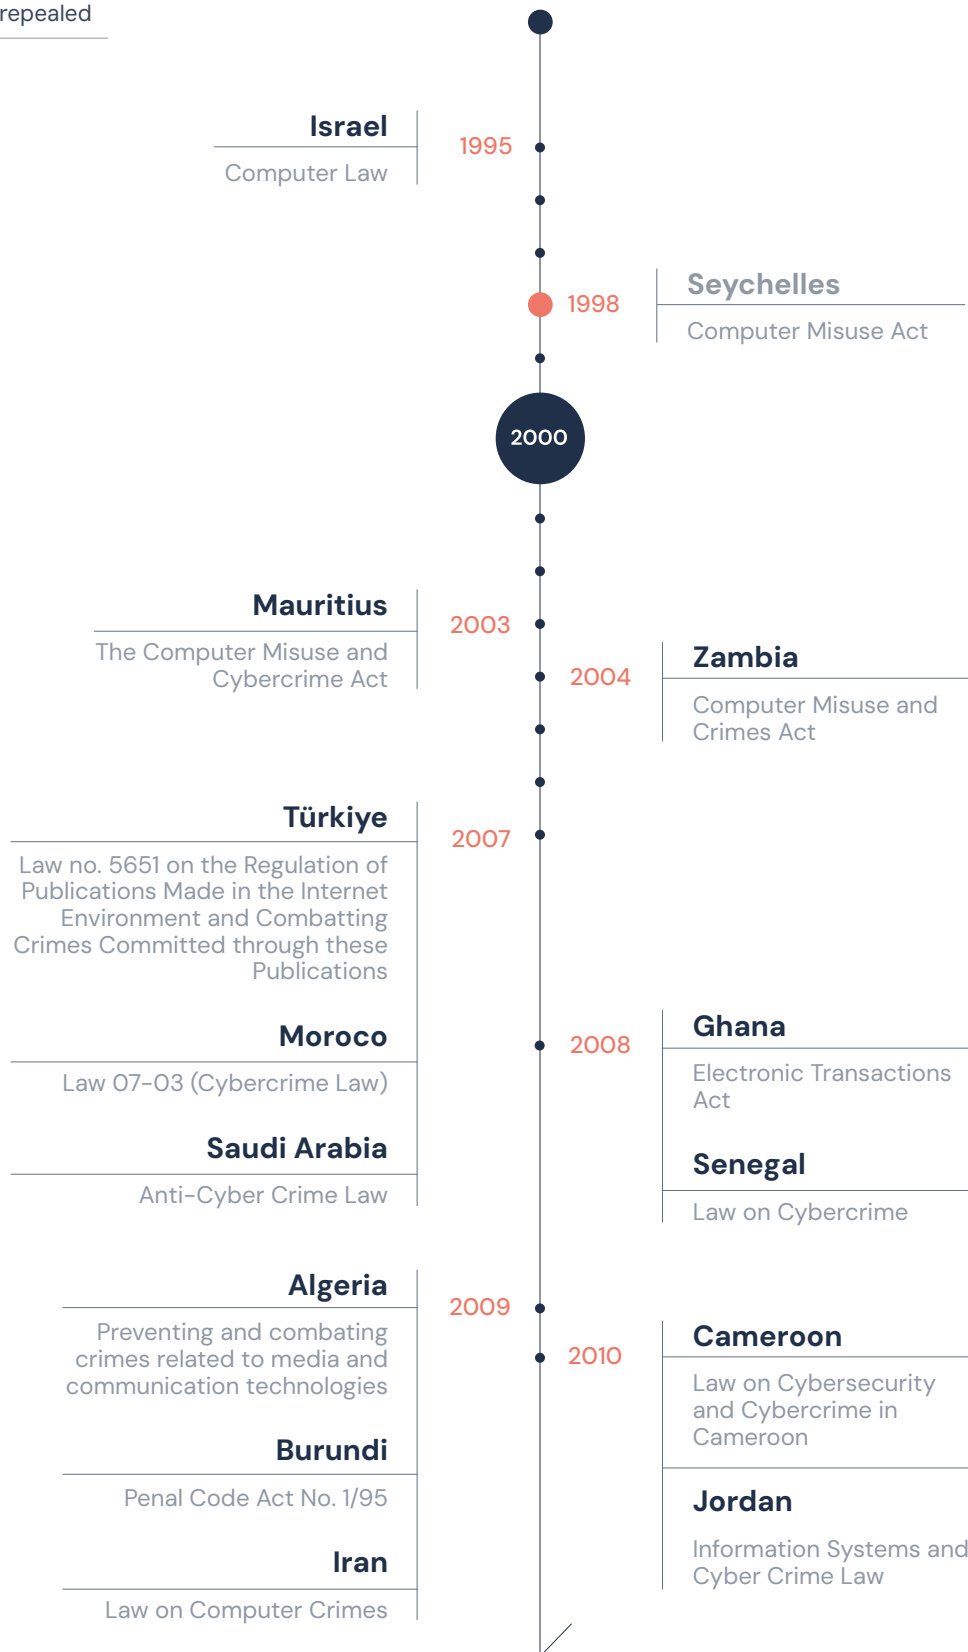 repealed
Israel
1995
Computer Law
Seychelles
1998
Computer Misuse Act
2000
Mauritius
2003
The Computer Misuse and
Cybercrime Act
Zambia
2004
Computer Misuse and
Crimes Act
Türkiye
2007
Law no. 5651 on the Regulation of
Publications Made in the Internet
Environment and Combatting
Crimes Committed through these
Publications
Moroco
Law 07-03 (Cybercrime Law)
Saudi Arabia
Anti-Cyber Crime Law
2008
Ghana
Electronic Transactions
Act
Senegal
Law on Cybercrime
Algeria
2009
Preventing and combating
crimes related to media and
communication technologies
Burundi
Penal Code Act No. 1/95
Iran
Law on Computer Crimes
2010
Cameroon
Law on Cybersecurity
and Cybercrime in
Cameroon
Jordan
Information Systems and
Cyber Crime Law